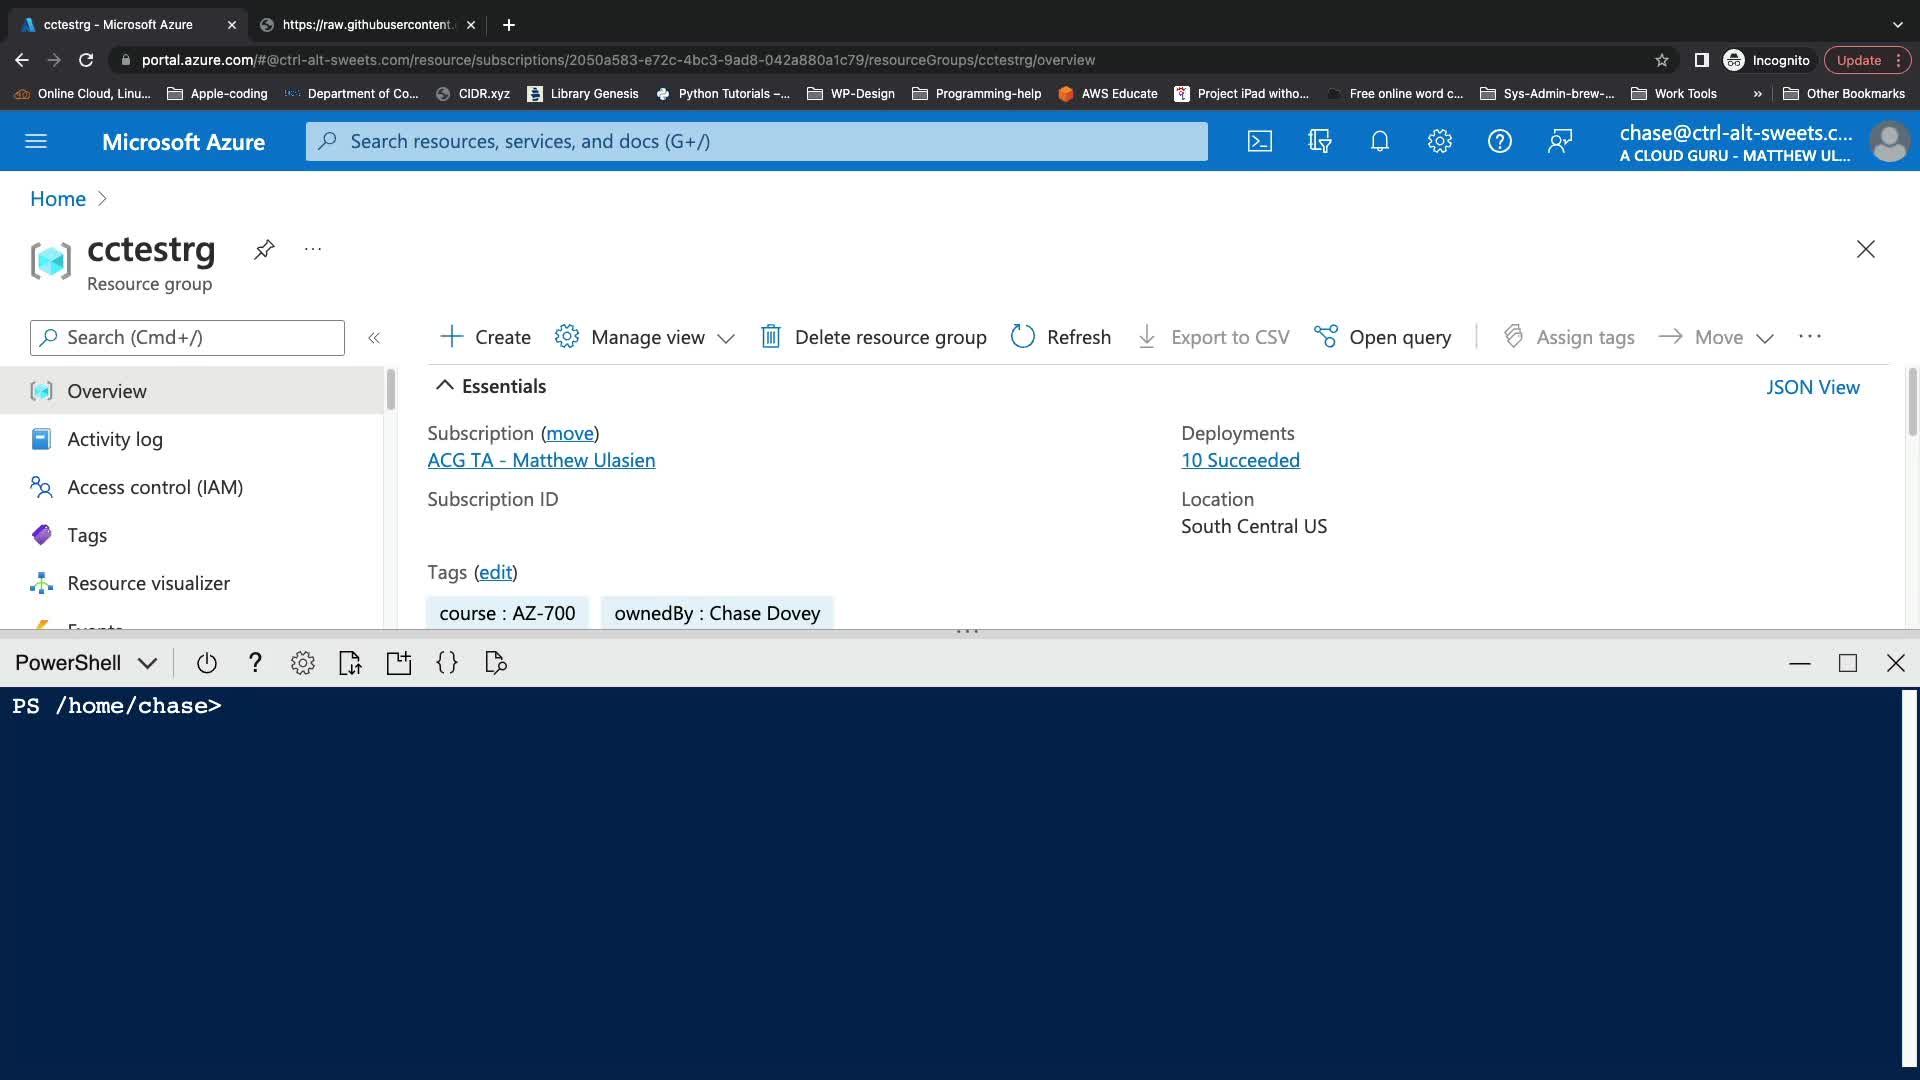 cctestrg - Microsoft Azure
https://raw.githubusercontent.
portal.azure.com/#@ctrl-alt-sweets.com/resource/subscriptions/2050a583-e72c-4bc3-9ad8-042a880a1c79/resourceGroups/cctestrg/overview
Incognito
Update
Online Cloud, Linu...
Apple-coding
Department of Co...
CIDR.xyz
Library Genesis
Python Tutorials –...
WP-Design
Programming-help
AWS Educate
Project iPad witho...
Free online word c...
Sys-Admin-brew-...
Work Tools
»
Other Bookmarks
Microsoft Azure
Search resources, services, and docs (G+/)
chase@ctrl-alt-sweets.c...
A CLOUD GURU - MATTHEW UL...
Home
cctestrg
...
Resource group
Search (Cmd+/)
«
Create
Manage view
Delete resource group
Refresh
Export to CSV
Open query
Assign tags
Move
...
Overview
Activity log
Access control (IAM)
Tags
Resource visualizer
Events
Essentials
JSON View
Subscription (move)
ACG TA - Matthew Ulasien
Subscription ID
Deployments
10 Succeeded
Location
South Central US
Tags (edit)
course : AZ-700
ownedBy : Chase Dovey
...
PowerShell
?
{}
PS /home/chase>